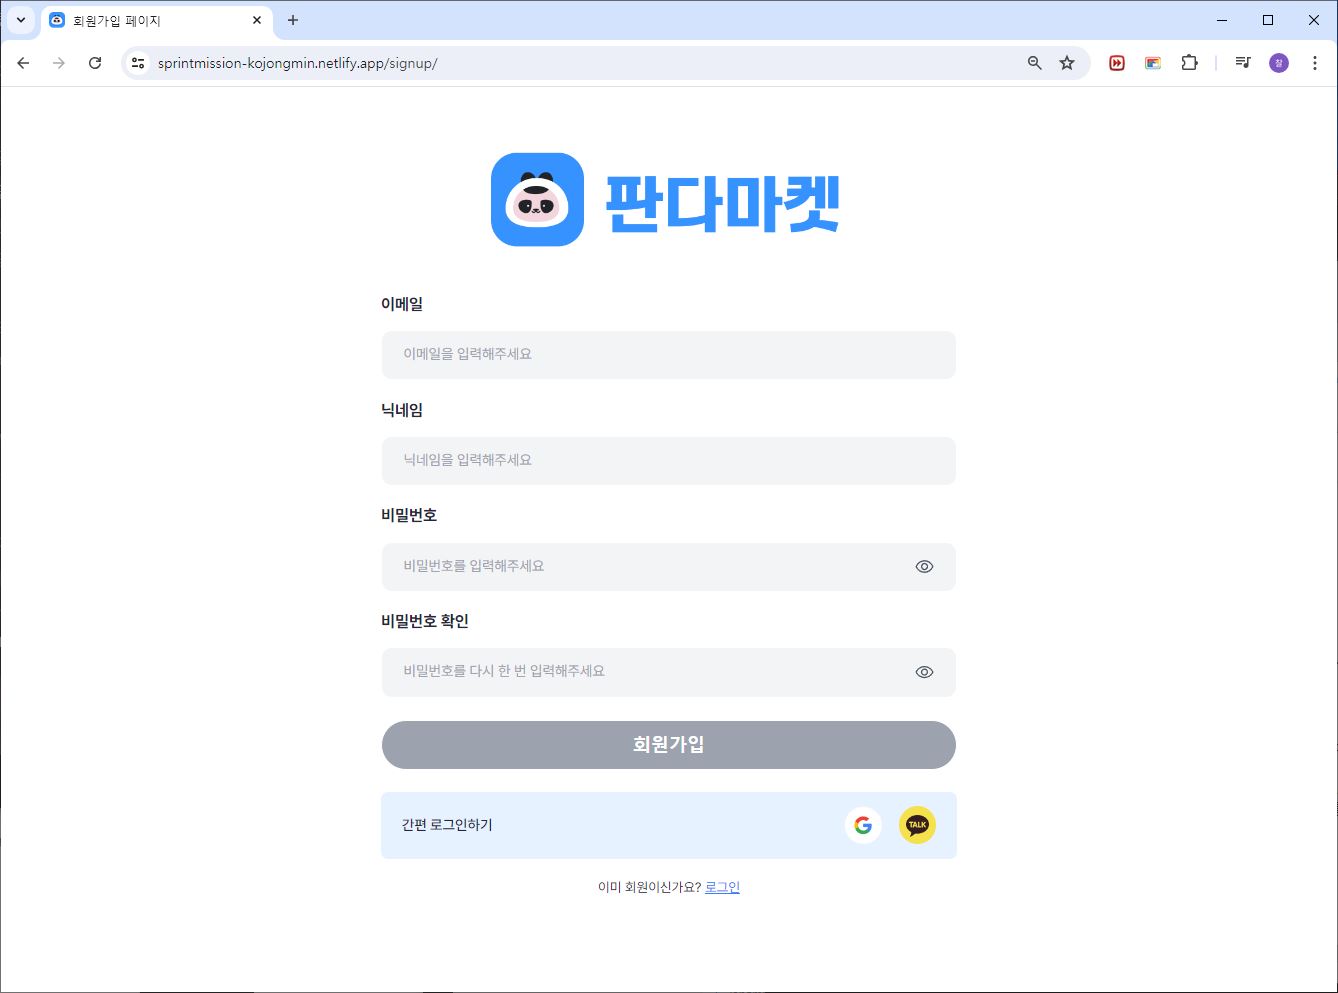 회원가입 페이지
sprintmission-kojongmin.netlify.app/signup/
찰
판다마켓
이메일
이메일을 입력해주세요
닉네임
닉네임을 입력해주세요
비밀번호
비밀번호를 입력해주세요
비밀번호 확인
비밀번호를 다시 한 번 입력해주세요
회원가입
간편 로그인하기
TALK
이미 회원이신가요? 로그인